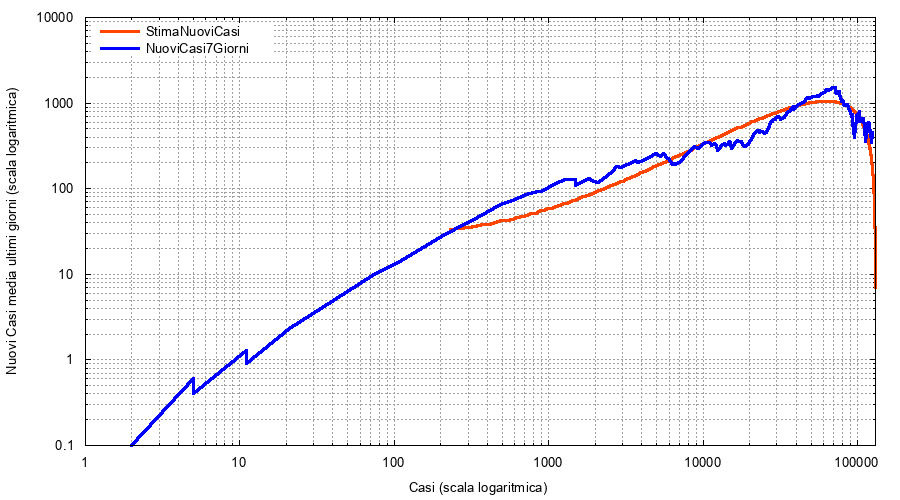 10000
1000
100
10
1
0.1
StimaNuoviCasi
NuoviCasi7Giorni
Nuovi Casi media ultimi giorni (scala logaritmica)
1 10 100 1000 10000 100000
Casi (scala logaritmica)